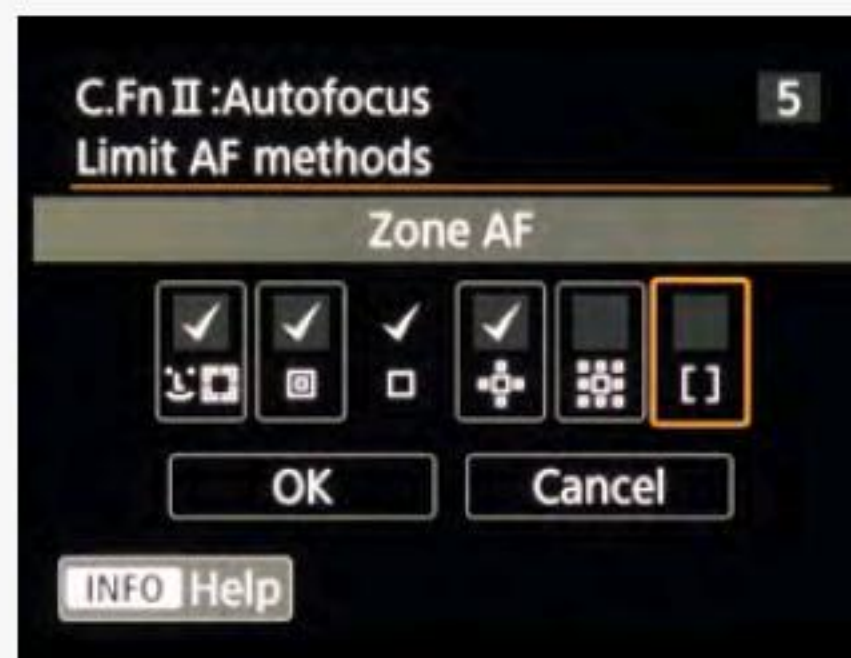 C.Fn II :Autofocus 5
Limit AF methods
Zone AF
OK Cancel
INFO Help